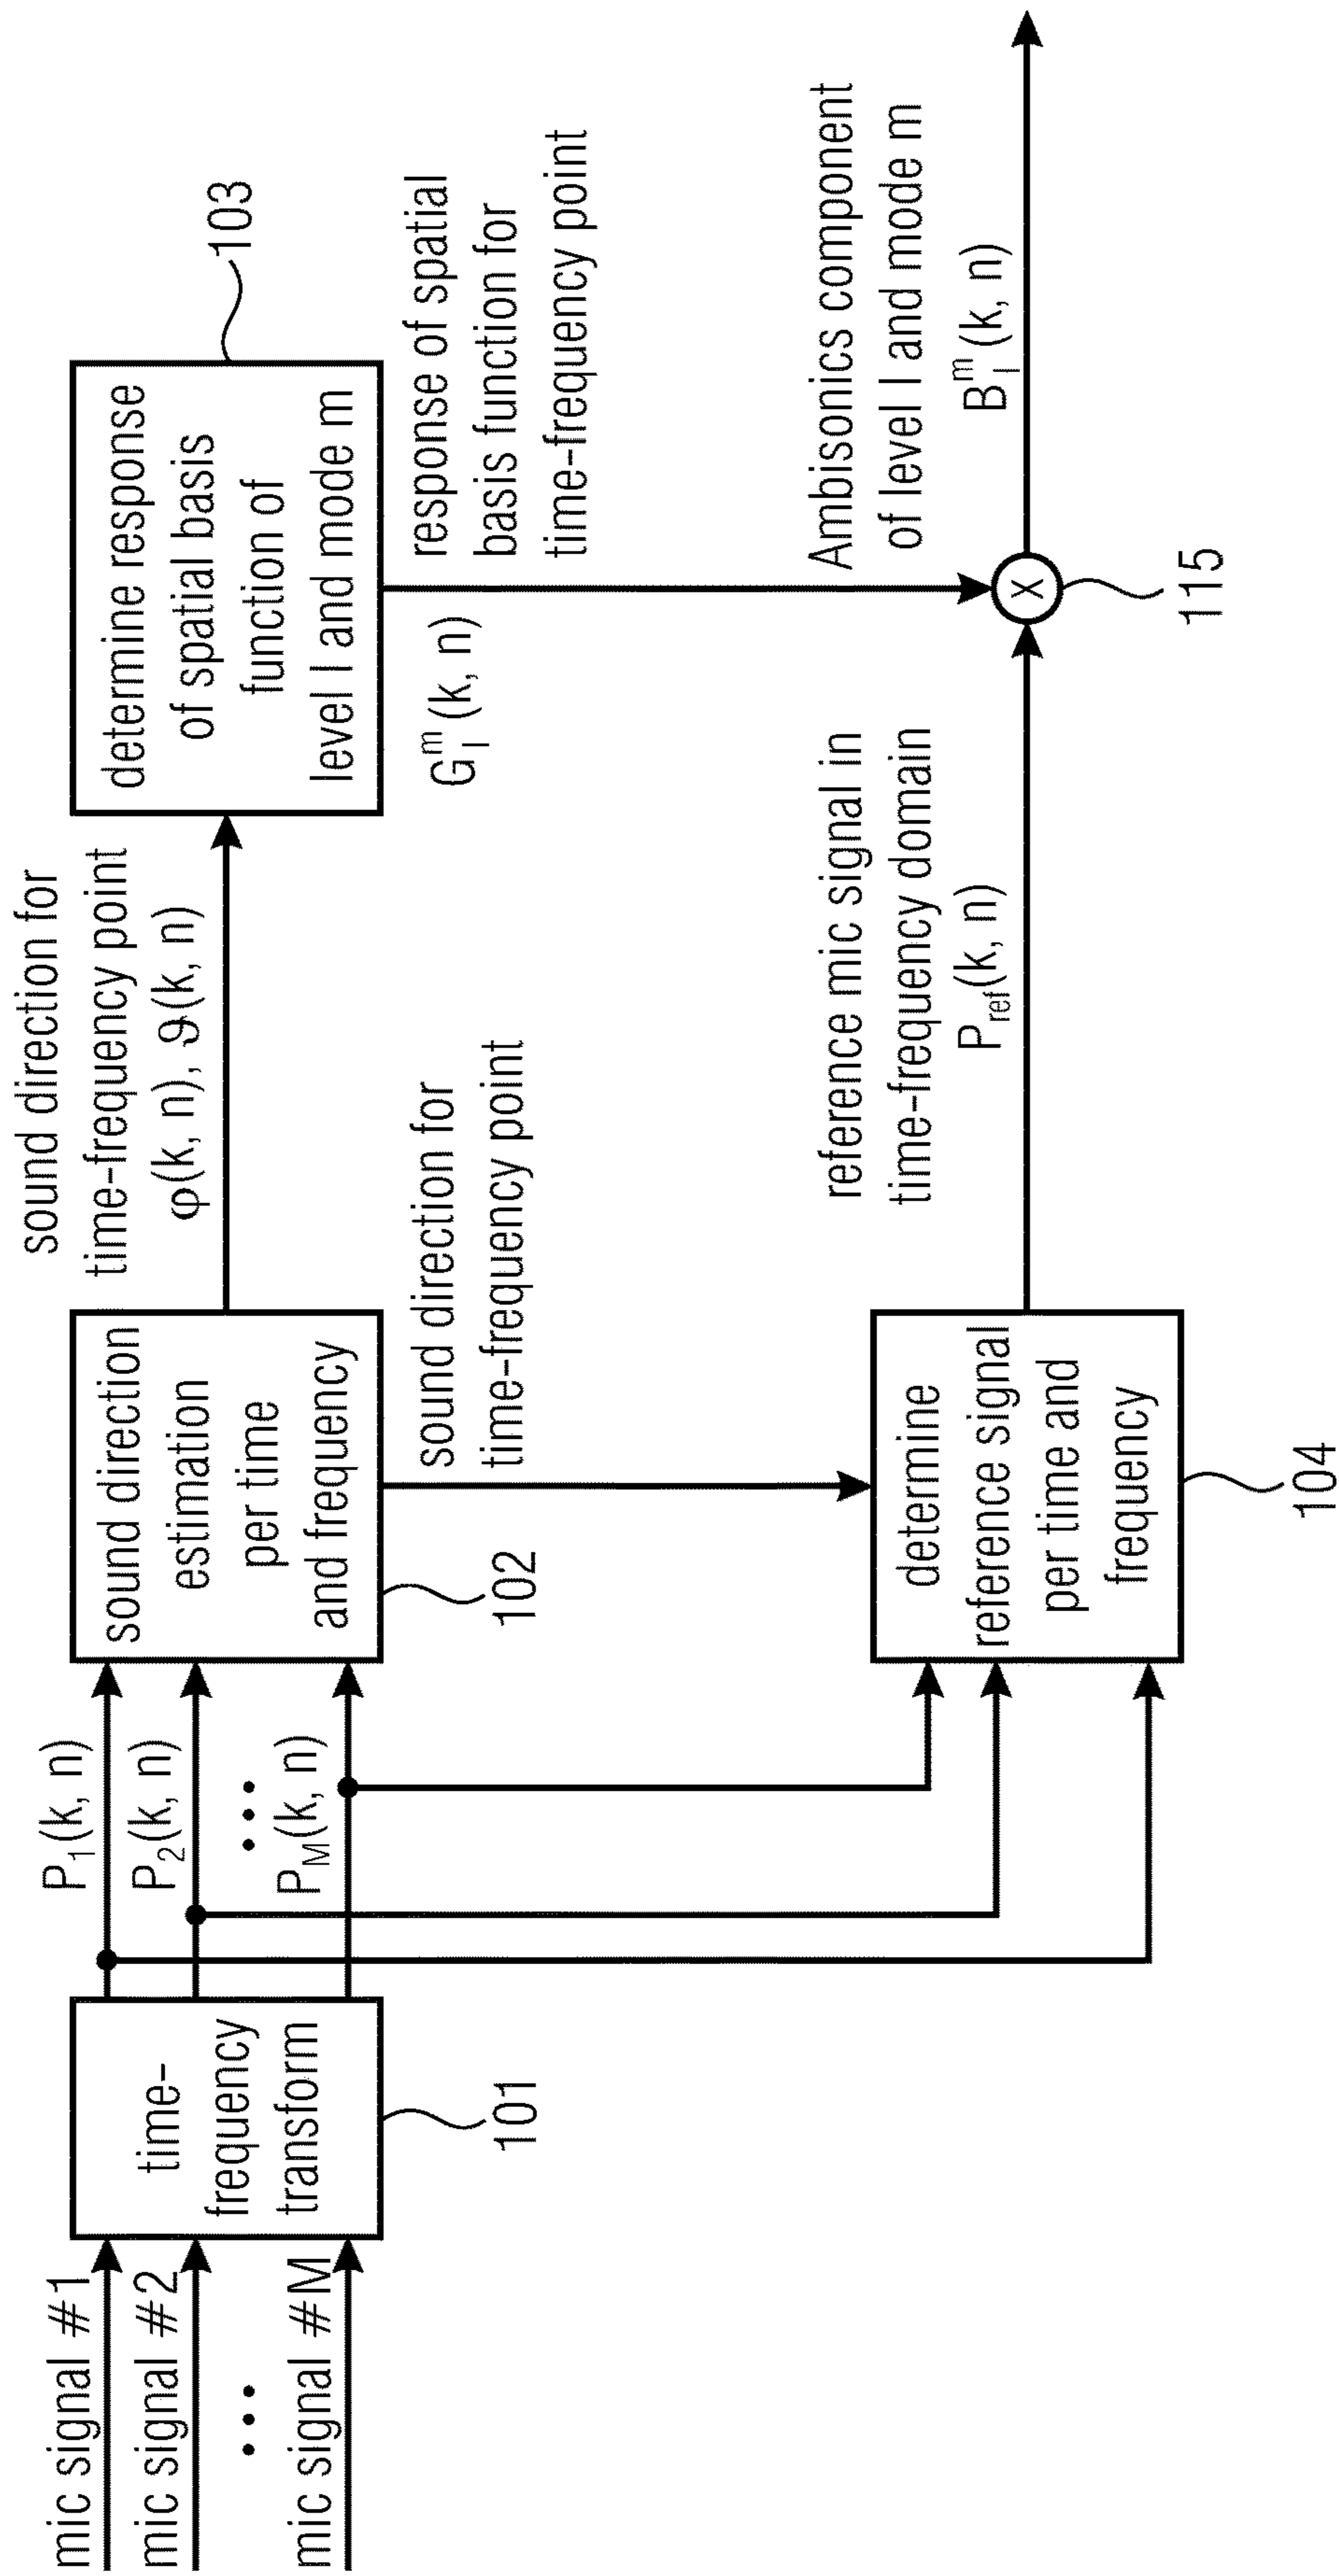 mic signal #1
mic signal #2
...
mic signal #M
time-
frequency
transform
101
P1(k, n)
P2(k, n)
...
PM(k, n)
sound direction
estimation
per time
and frequency
102
sound direction for
time-frequency point
φ(k, n), ϑ(k, n)
sound direction for
time-frequency point
determine
reference signal
per time and
frequency
104
determine response
of spatial basis
function of
level l and mode m
103
Glm (k, n)
response of spatial
basis function for
time-frequency point
reference mic signal in
time-frequency domain
Pref(k, n)
x
115
Ambisonics component
of level l and mode m
Blm (k, n)